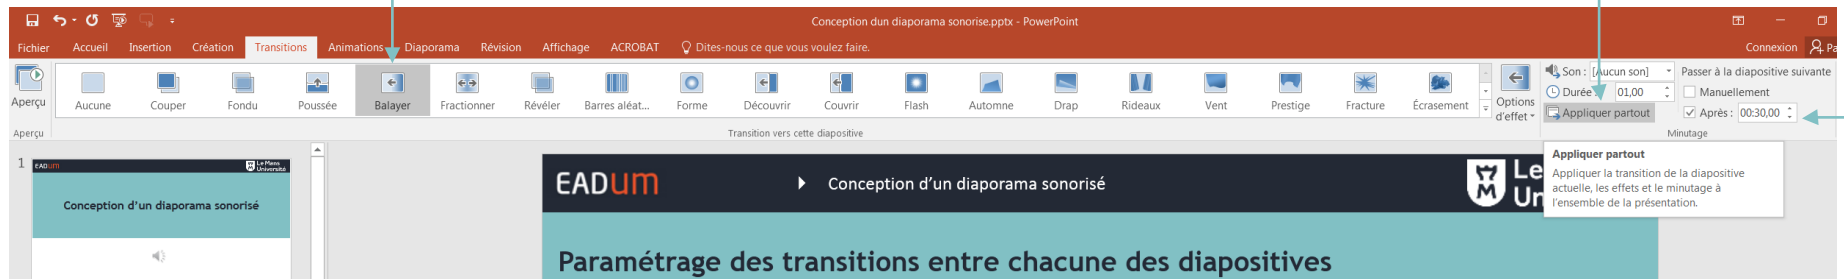 Conception dun diaporama sonorise.pptx - PowerPoint
Fichier Accueil Insertion Création Transitions Animations Diaporama Révision Affichage ACROBAT Dites-nous ce que vous voulez faire. Connexion
Aperçu
Aucune Couper Fondu Poussée Balayer Fractionner Révéler Barres aléat... Forme Découvrir Couvrir Flash Automne Drap Rideaux Vent Prestige Fracture Écrasement
Options d'effet
Son : [Aucun son] Passer à la diapositive suivante
Durée : 01,00 Manuellement
Appliquer partout Après : 00:30,00
Aperçu Transition vers cette diapositive Minutage
Appliquer partout
Appliquer la transition de la diapositive
actuelle, les effets et le minutage à
l'ensemble de la présentation.
1
EADum Le Mans
Université
Conception d'un diaporama sonorisé
EADum Conception d'un diaporama sonorisé Le
Paramétrage des transitions entre chacune des diapositives